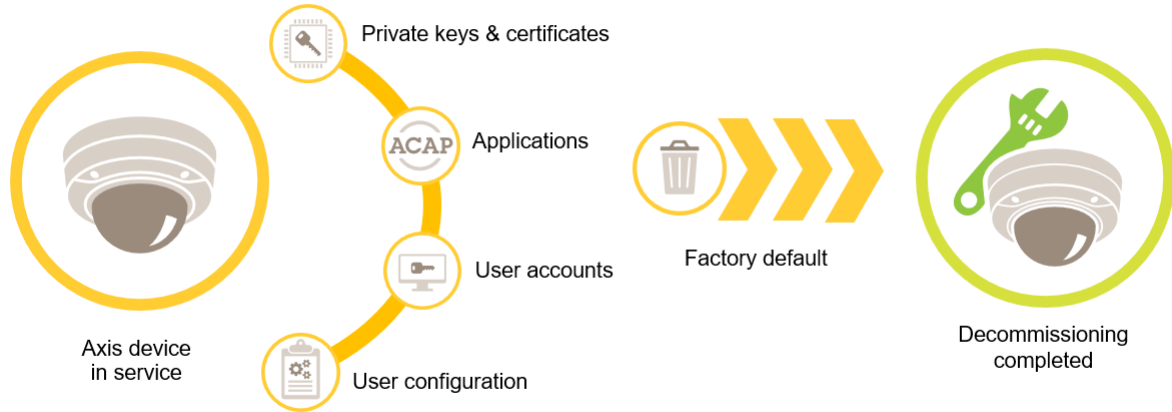 Private keys & certificates
ACAP
Applications
User accounts
User configuration
Axis device
in service
Factory default
Decommissioning
completed